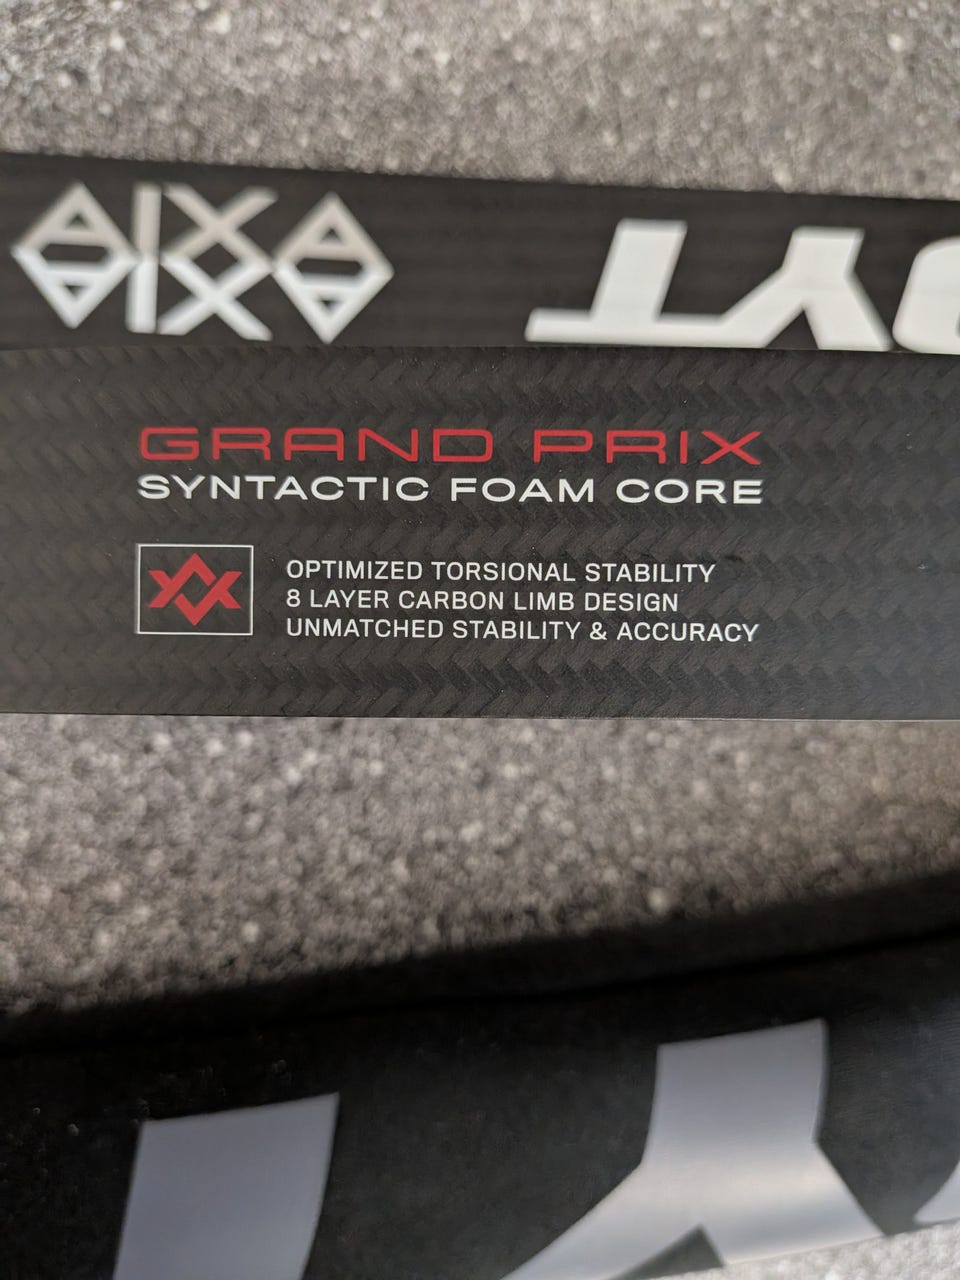 GRAND PRIX
SYNTACTIC FOAM CORE
OPTIMIZED TORSIONAL STABILITY
8 LAYER CARBON LIMB DESIGN
UNMATCHED STABILITY & ACCURACY